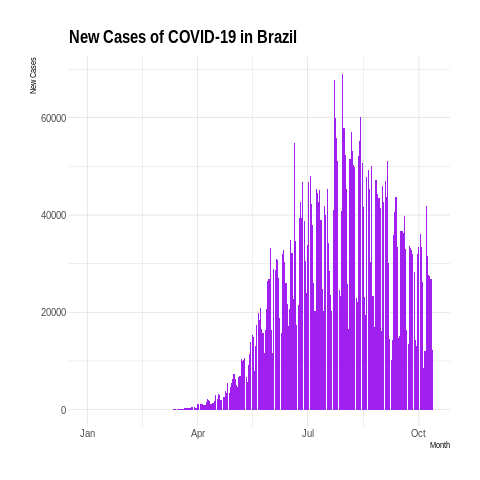 New Cases of COVID-19 in Brazil
New Cases
60000
40000
20000
0
Jan Apr Jul Oct
Month